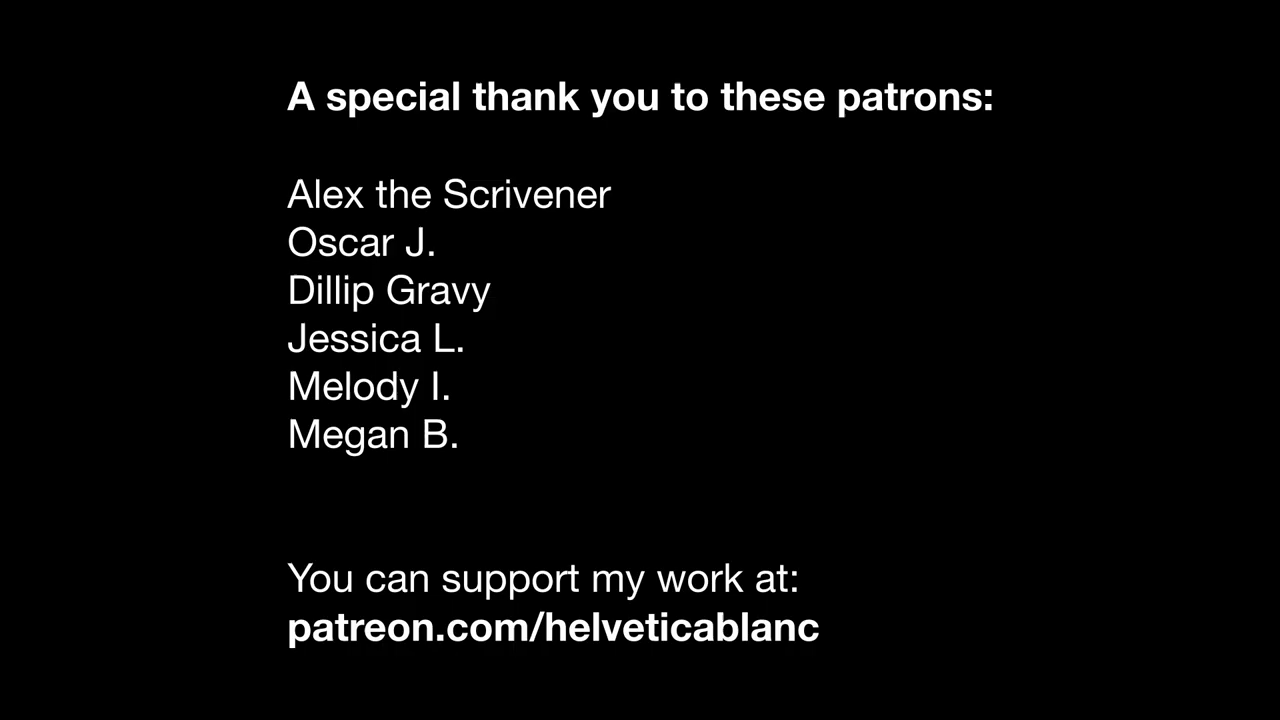 A special thank you to these patrons:
Alex the Scrivener
Oscar J.
Dillip Gravy
Jessica L.
Melody I.
Megan B.
You can support my work at:
patreon.com/helveticablanc